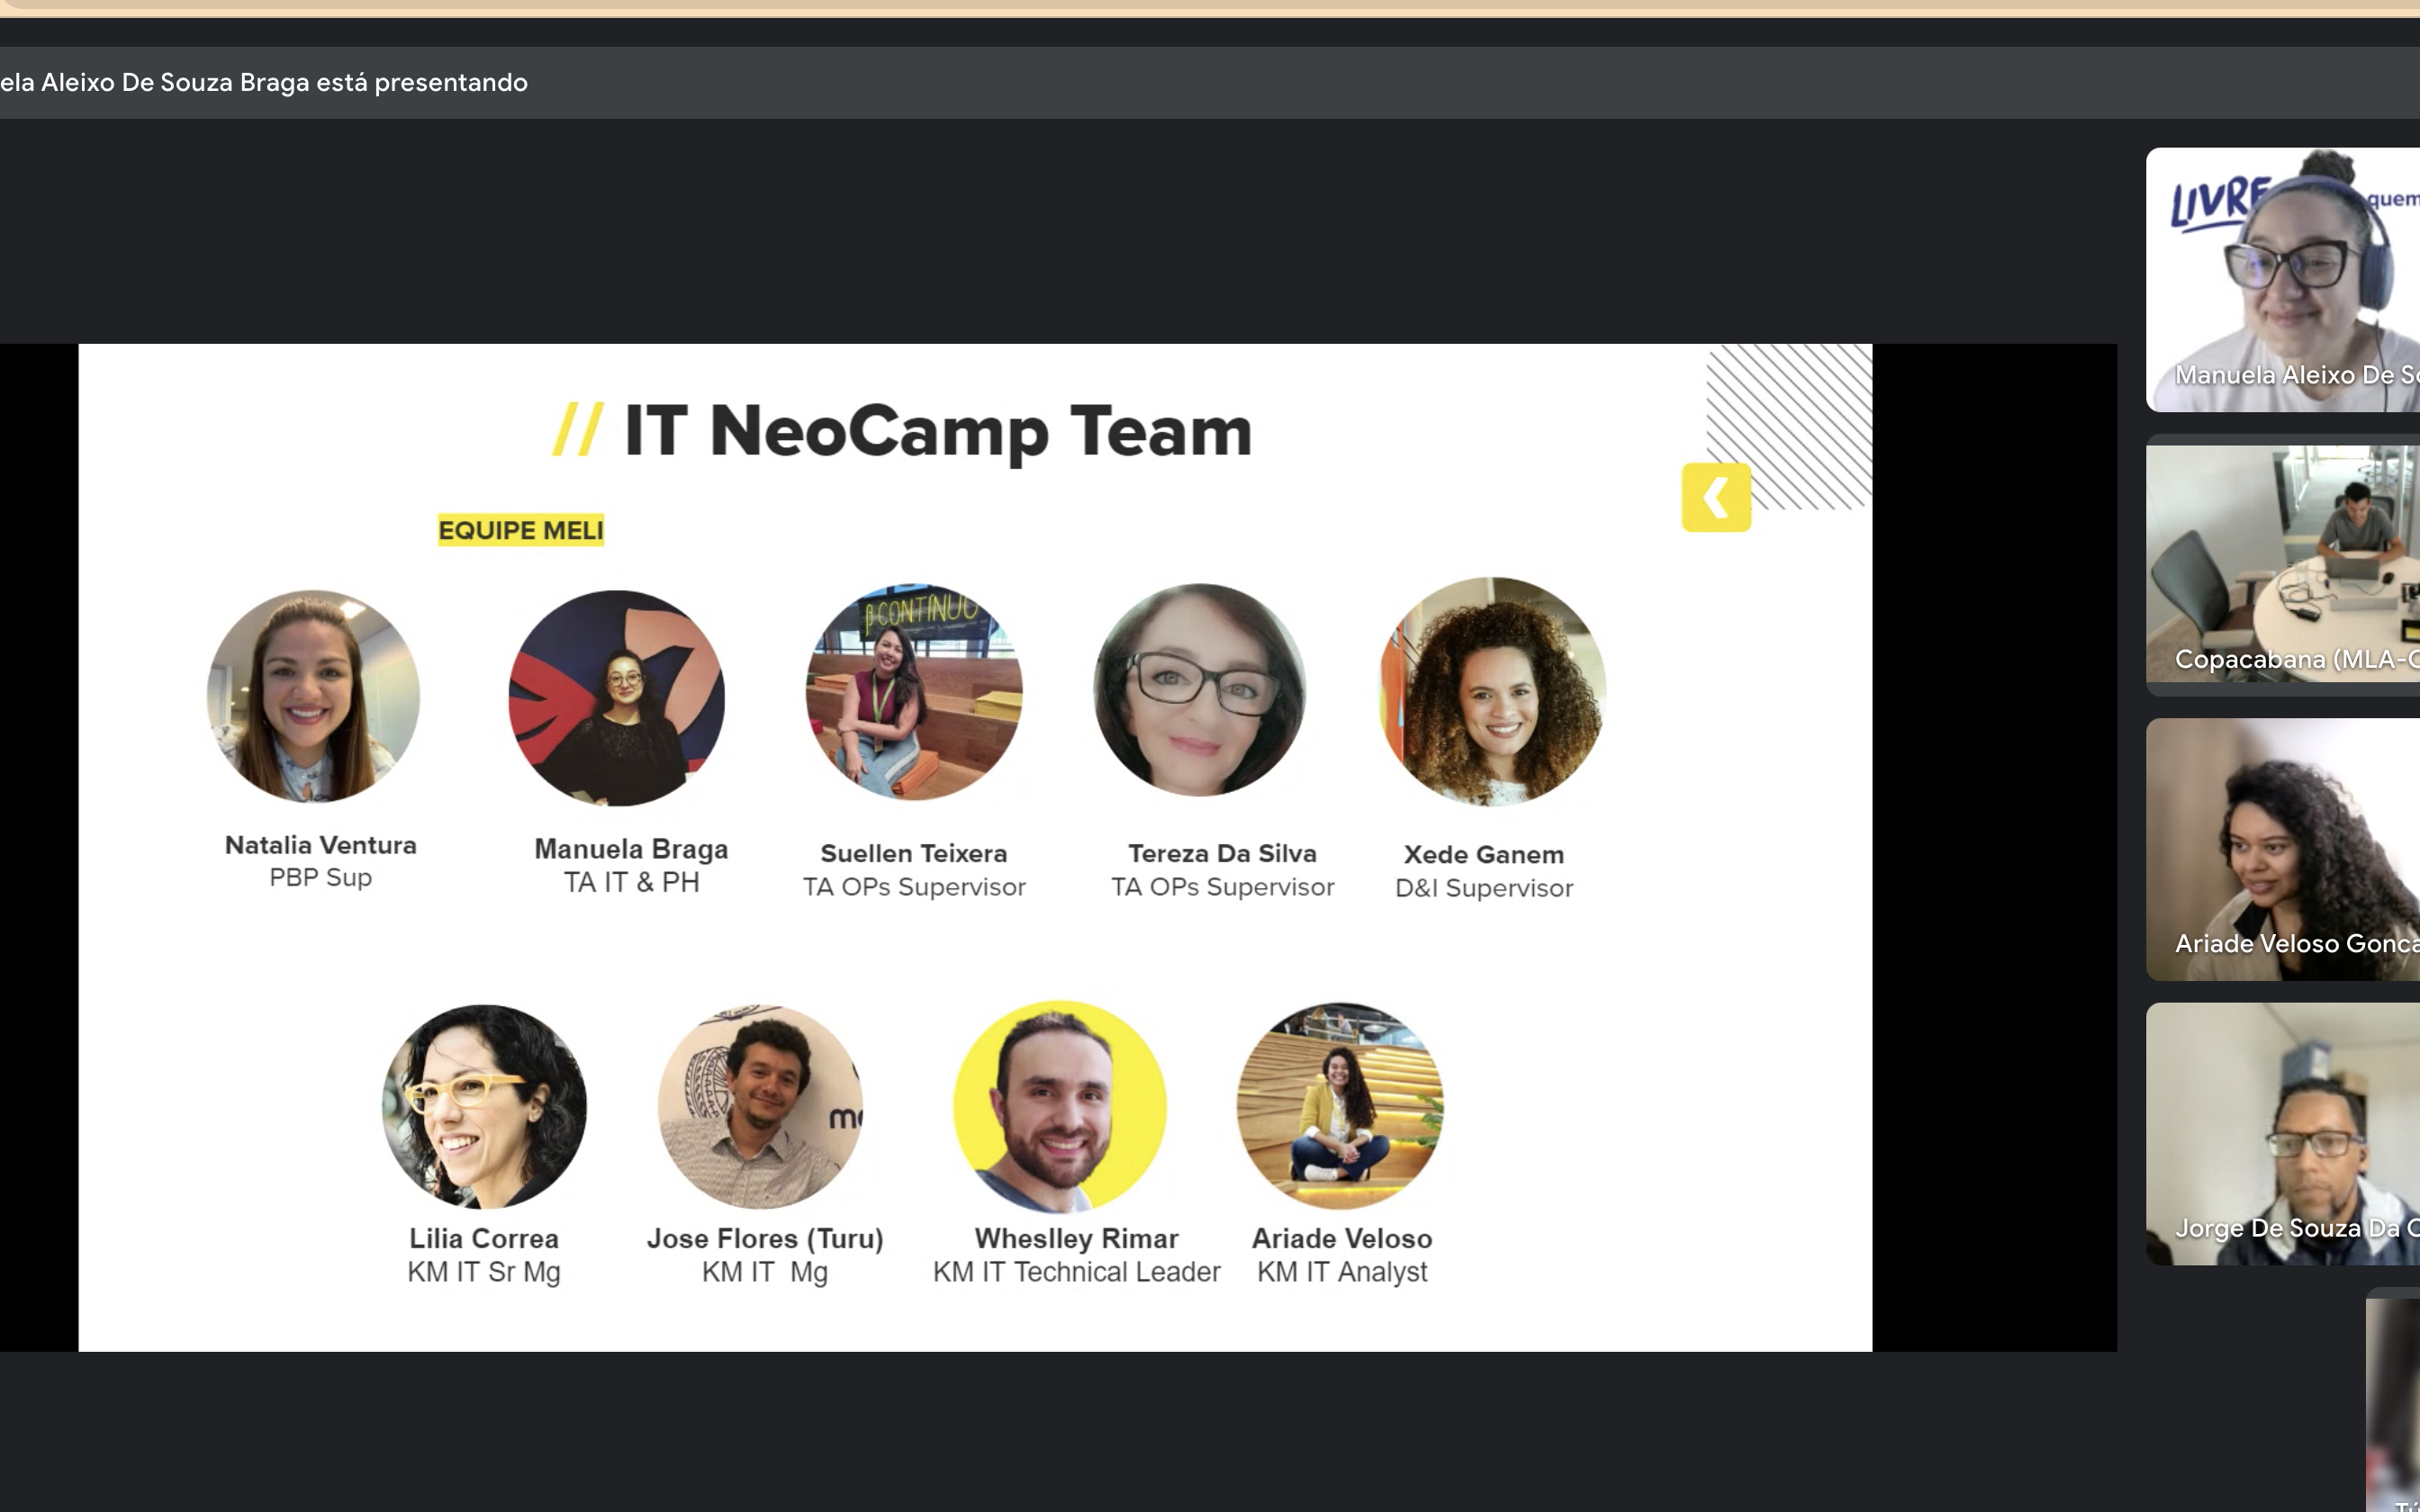 ela Aleixo De Souza Braga está presentando
// IT NeoCamp Team
EQUIPE MELI
CONTÍNUO
Natalia Ventura
PBP Sup
Manuela Braga
TA IT & PH
Suellen Teixera
TA OPs Supervisor
Tereza Da Silva
TA OPs Supervisor
Xede Ganem
D&I Supervisor
Lilia Correa
KM IT Sr Mg
Jose Flores (Turu)
KM IT Mg
Wheslley Rimar
KM IT Technical Leader
Ariade Veloso
KM IT Analyst
LIVRE quem
Manuela Aleixo De So
Copacabana (MLA-C
Ariade Veloso Gonca
Jorge De Souza Da C